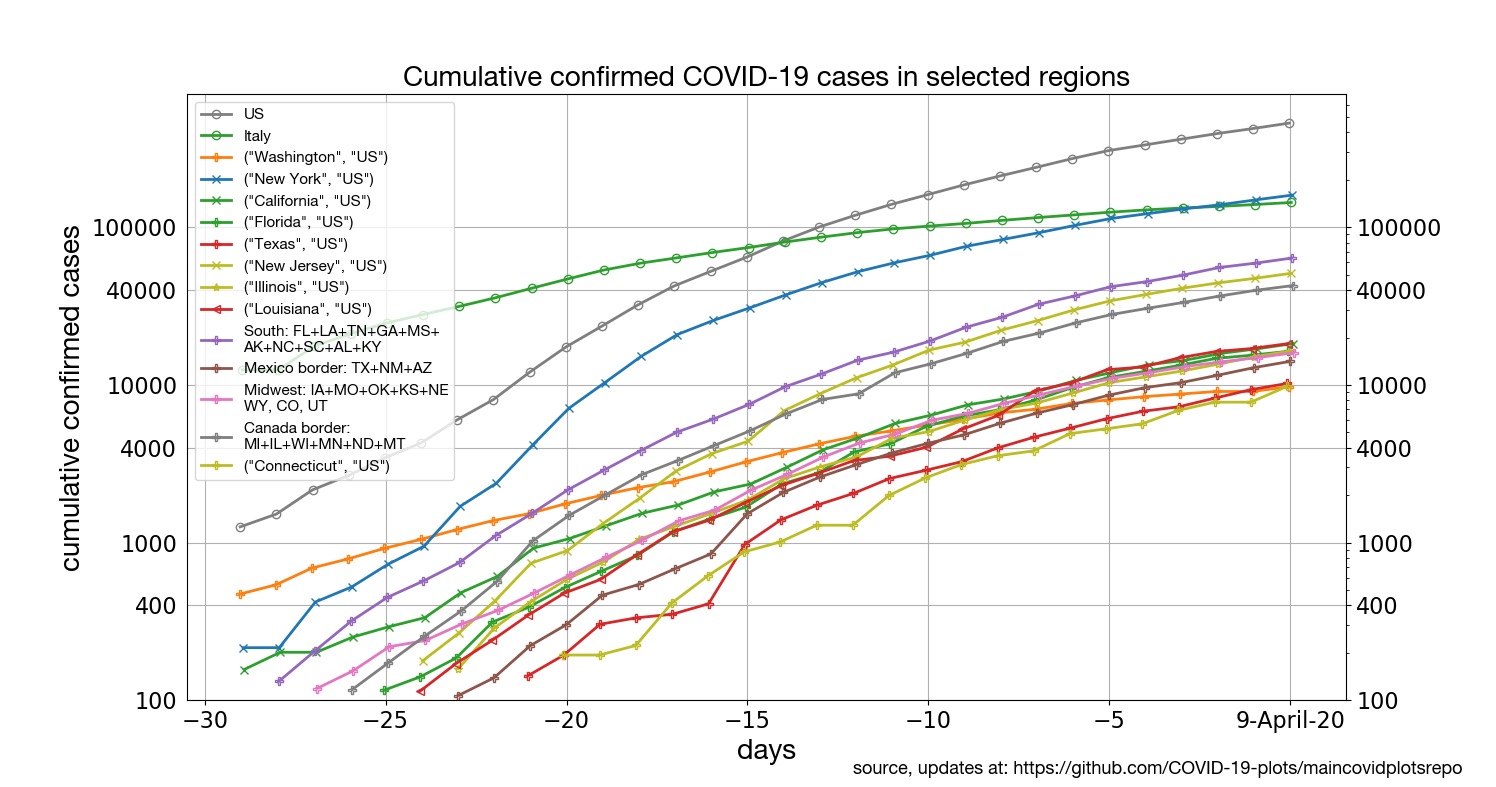 Cumulative confirmed COVID-19 cases in selected regions
US
Italy
("Washington", "US")
("New York", "US")
("California", "US")
("Florida", "US")
("Texas", "US")
("New Jersey", "US")
("Illinois", "US")
("Louisiana", "US")
South: FL+LA+TN+GA+MS+
AK+NC+SC+AL+KY
Mexico border: TX+NM+AZ
Midwest: IA+MO+OK+KS+NE
WY, CO, UT
Canada border:
MI+IL+WI+MN+ND+MT
("Connecticut", "US")
cumulative confirmed cases
100000
40000
10000
4000
1000
400
100
100000
40000
10000
4000
1000
400
100
−30
−25
−20
−15
−10
−5
9-April-20
days
source, updates at: https://github.com/COVID-19-plots/maincovidplotsrepo